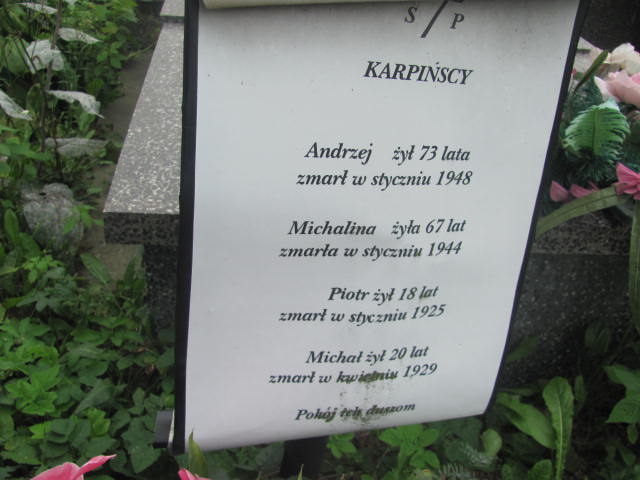 Ś P
KARPIŃSCY
Andrzej żył 73 lata
zmarł w styczniu 1948
Michalina żyła 67 lat
zmarła w styczniu 1944
Piotr żył 18 lat
zmarł w styczniu 1925
Michał żył 20 lat
zmarł w kwietniu 1929
Pokój ich duszom